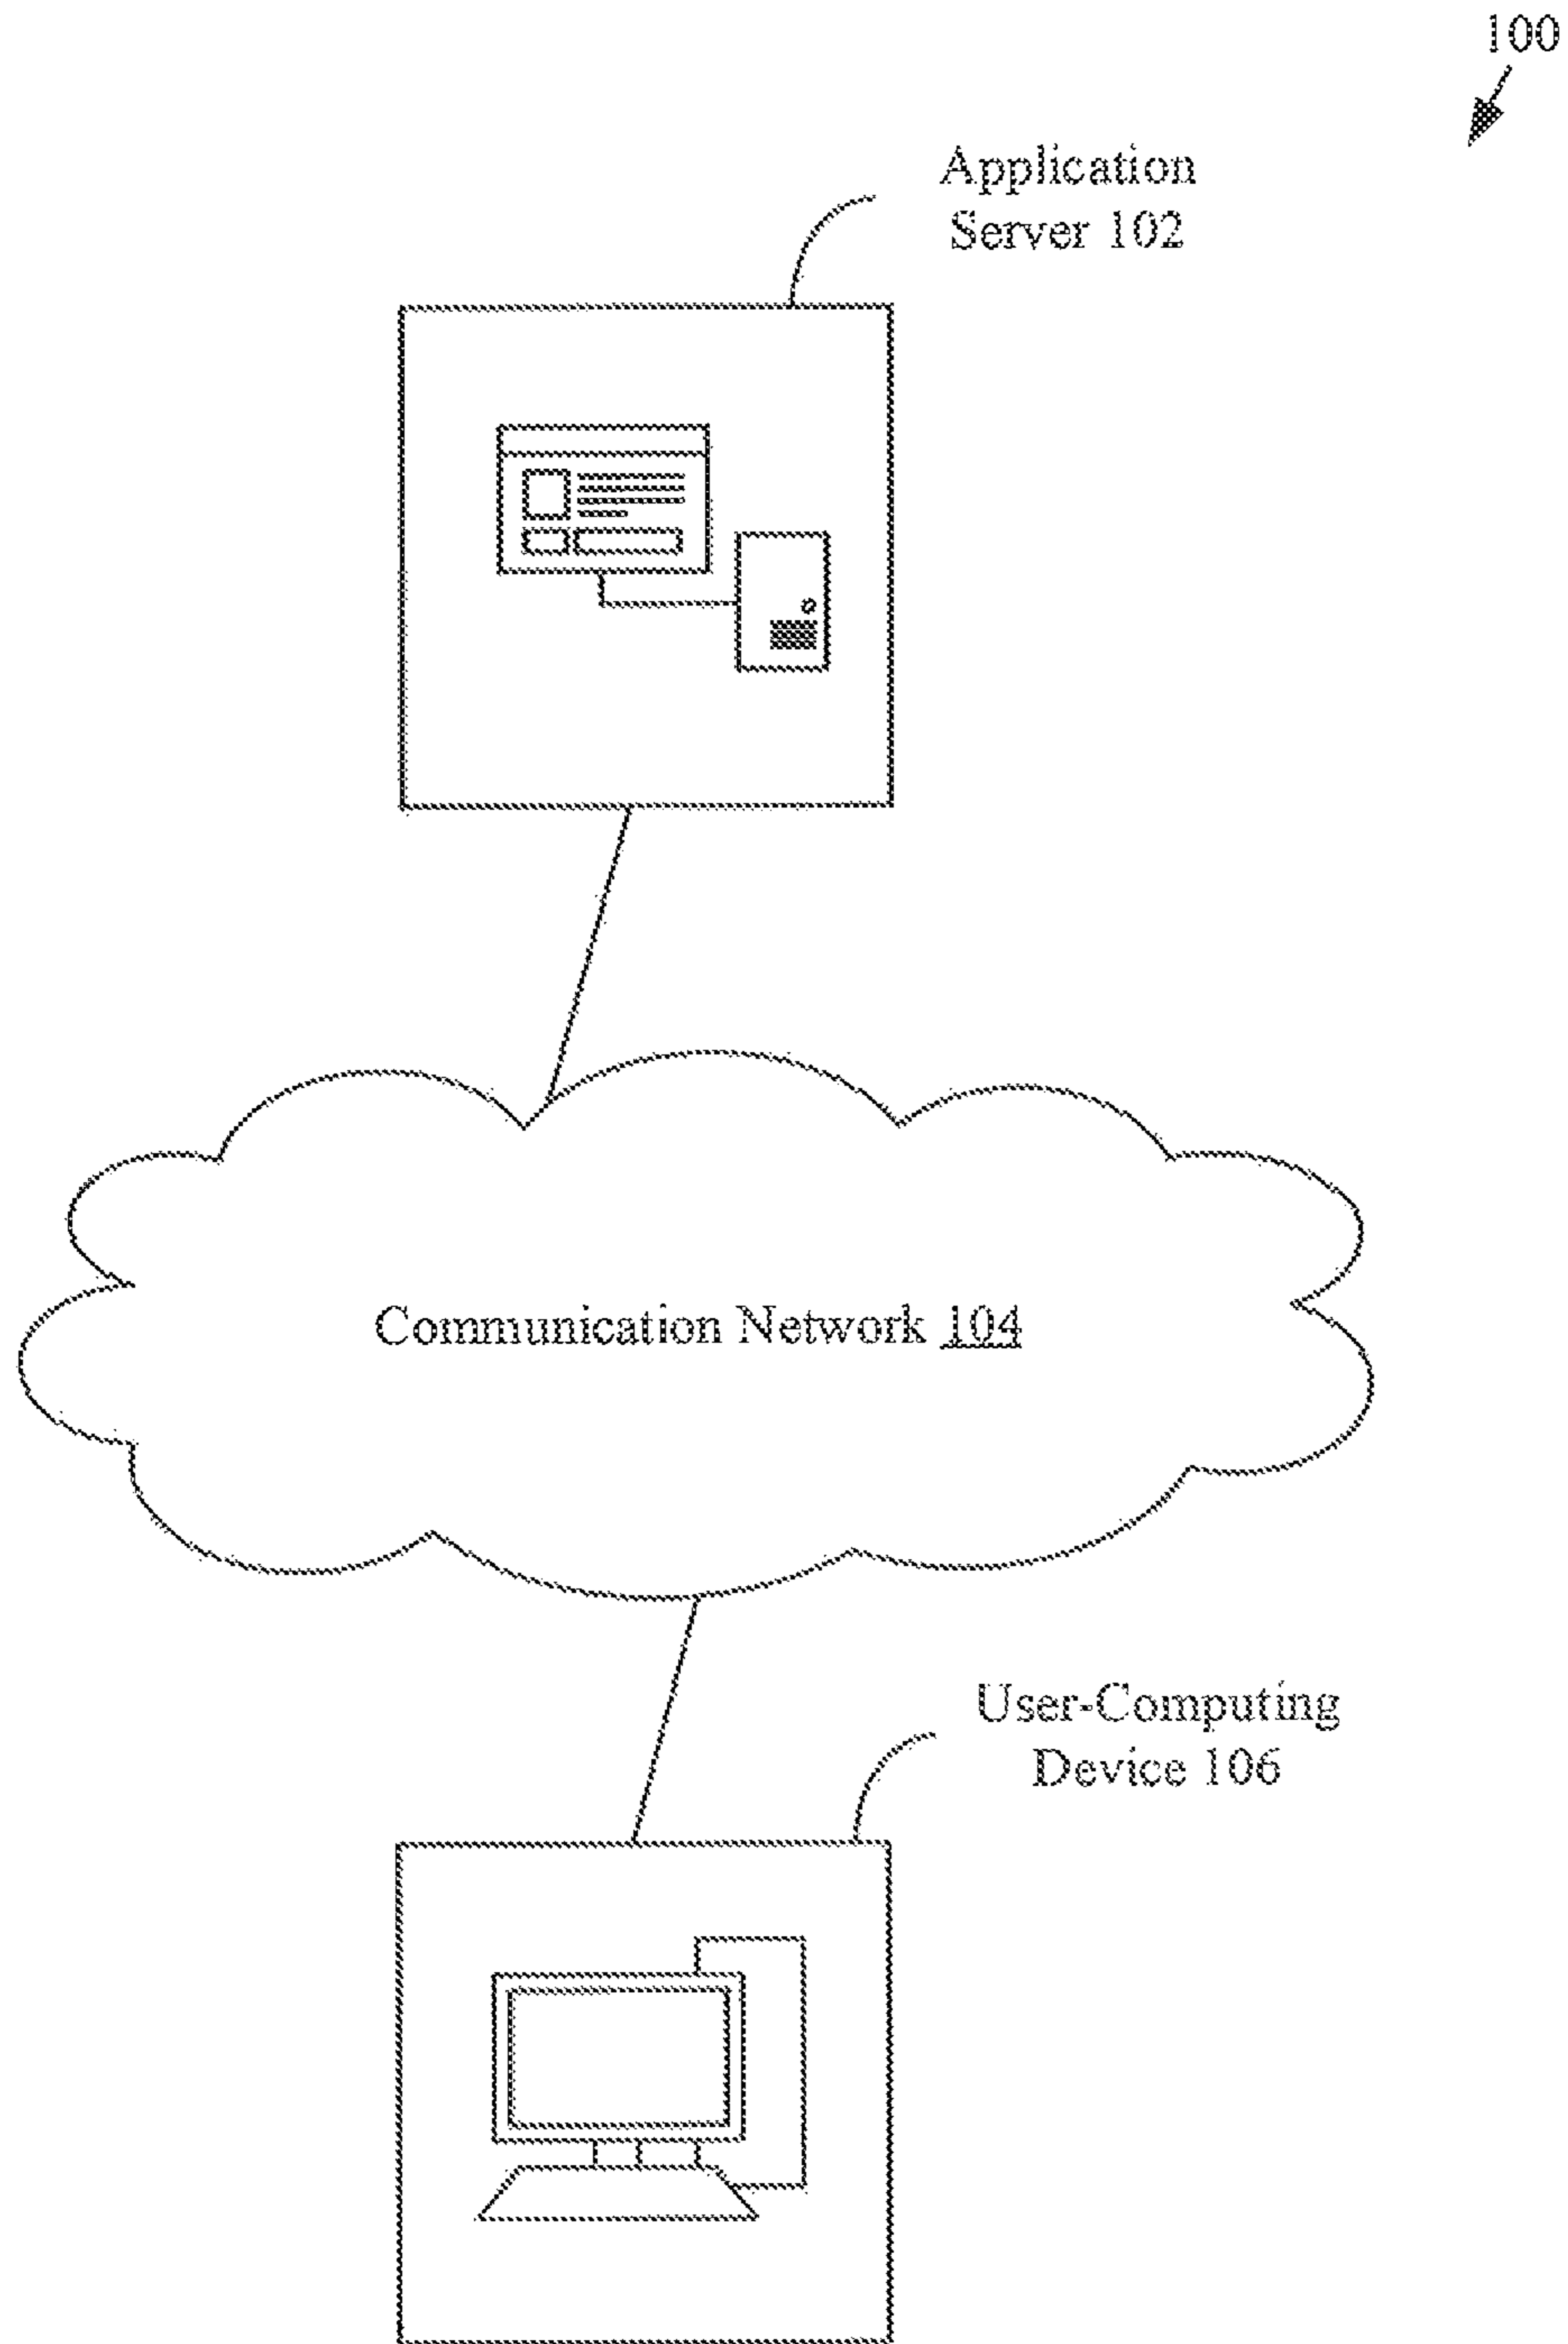 100
Application
Server 102
Communication Network 104
User-Computing
Device 106